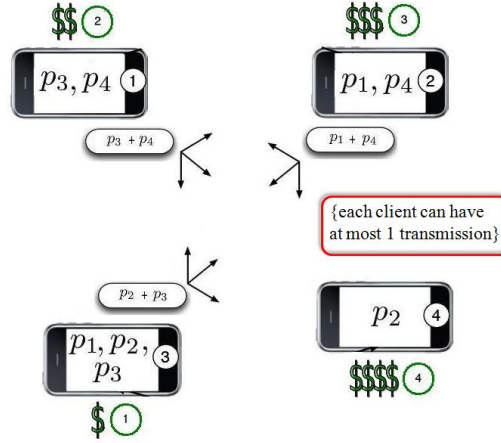 $$ 2
$$$ 3
p3, p4 1
p1, p4 2
p3 + p4
p1 + p4
{each client can have
at most 1 transmission}
p2 + p3
p1, p2,
p3 3
p2 4
$ 1
$$$$ 4